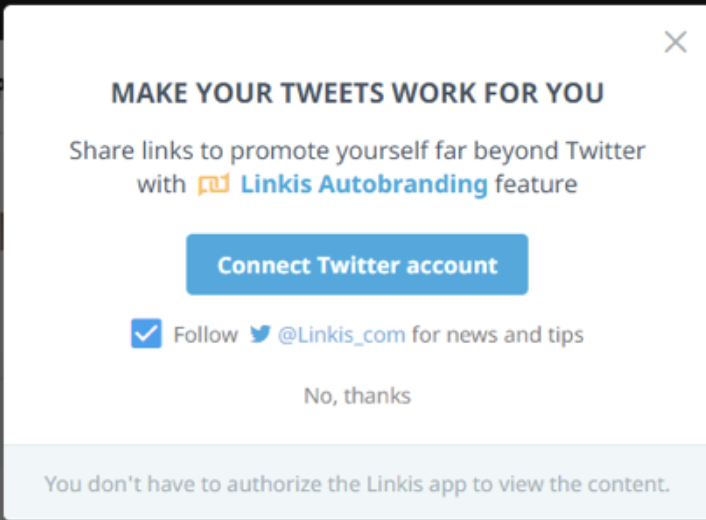 MAKE YOUR TWEETS WORK FOR YOU
Share links to promote yourself far beyond Twitter
with Linkis Autobranding feature
Connect Twitter account
Follow @Linkis_com for news and tips
No, thanks
You don't have to authorize the Linkis app to view the content.